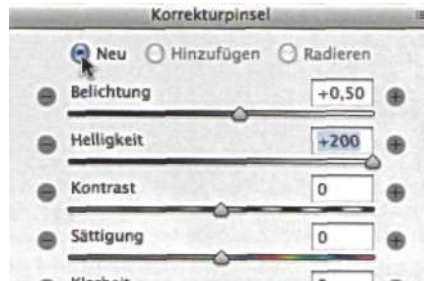 Korrekturpinsel
Neu Hinzufügen Radieren
Belichtung +0,50
Helligkeit +200
Kontrast 0
Sättigung 0